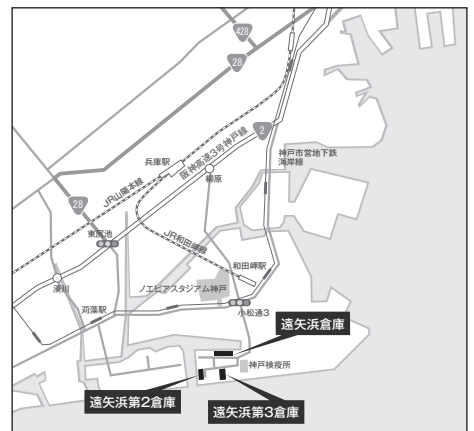 428
28
2
神戸市営地下鉄
海岸線
兵庫駅
阪神高速3号神戸線
柳原
JR山陽本線
28
東尻池
JR和田岬線
和田岬駅
湊川
ノエビアスタジアム神戸
苅藻駅
小松通3
遠矢浜倉庫
神戸検疫所
遠矢浜第2倉庫
遠矢浜第3倉庫